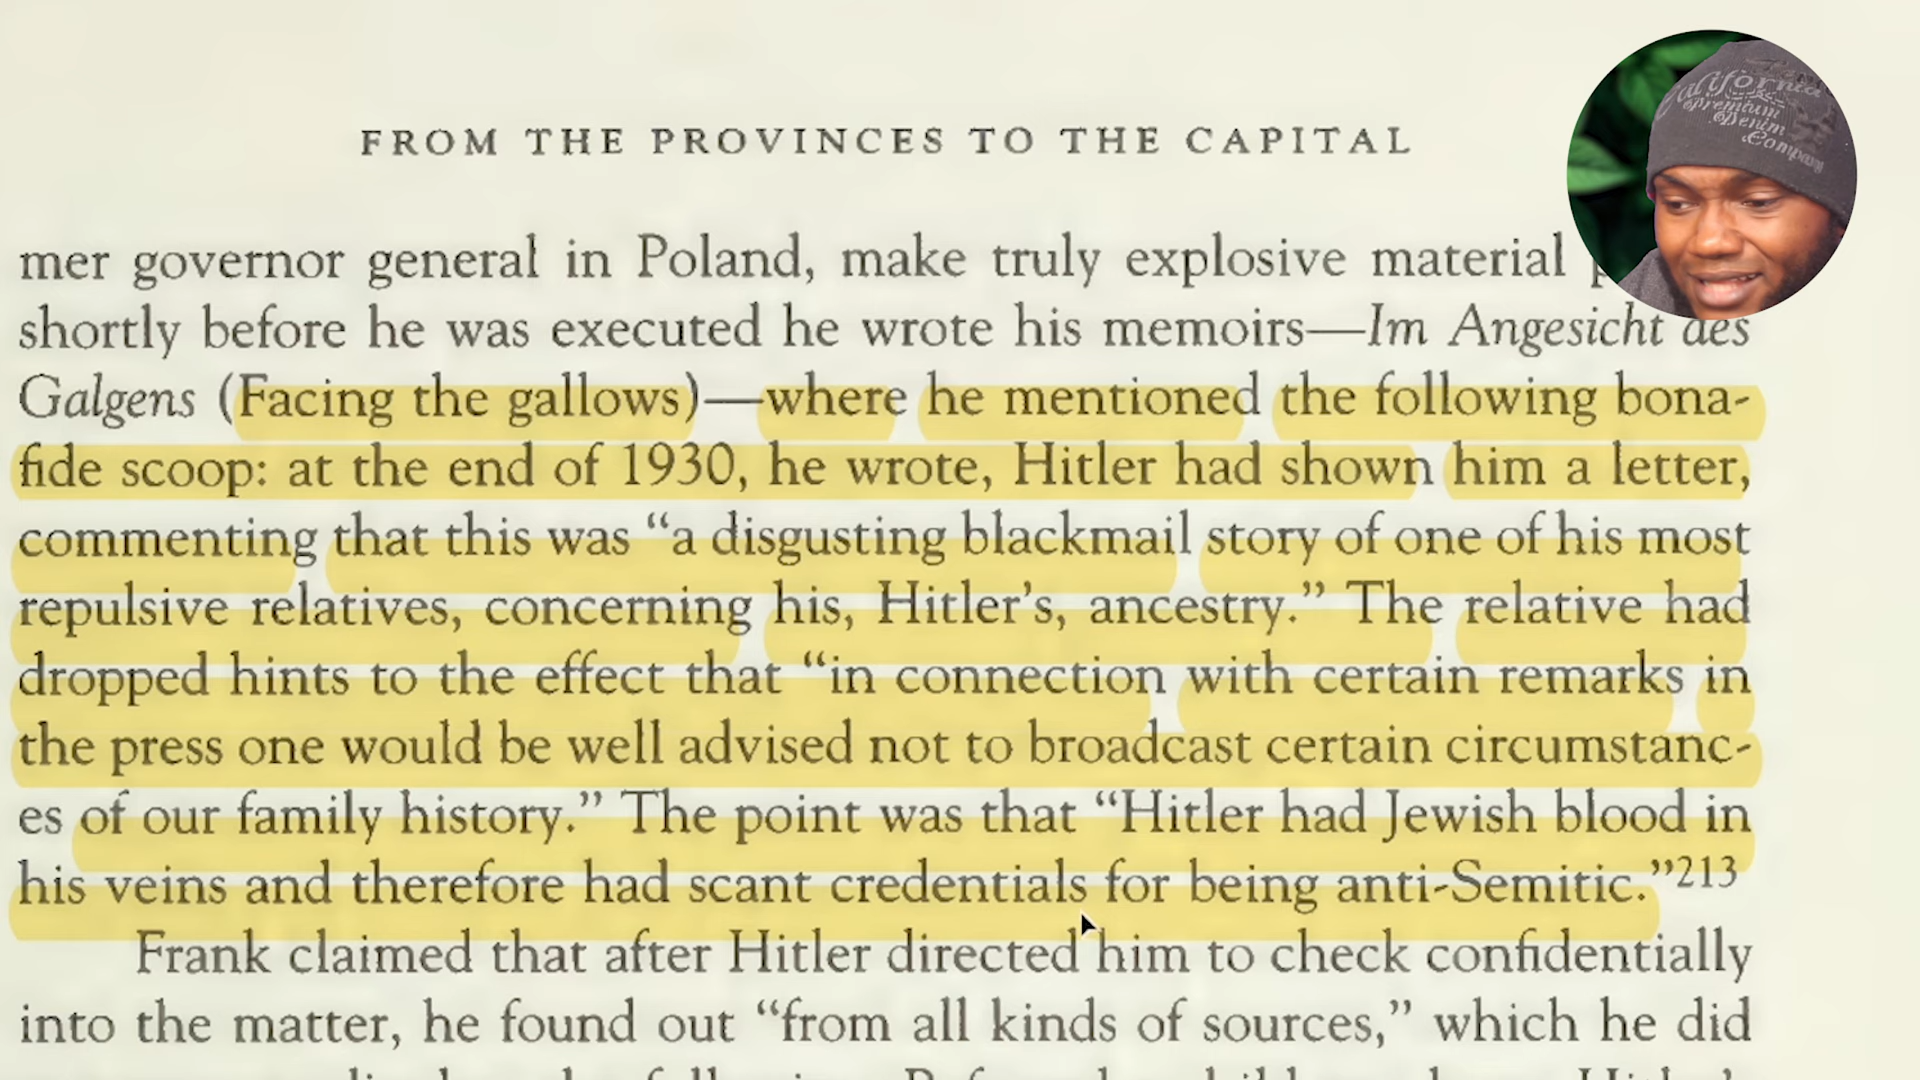 FROM THE PROVINCES TO THE CAPITAL
California
Premium
Denim
Company
mer governor general in Poland, make truly explosive material
shortly before he was executed he wrote his memoirs—Im Angesicht des
Galgens (Facing the gallows)—where he mentioned the following bona-
fide scoop: at the end of 1930, he wrote, Hitler had shown him a letter,
commenting that this was “a disgusting blackmail story of one of his most
repulsive relatives, concerning his, Hitler’s, ancestry.” The relative had
dropped hints to the effect that “in connection with certain remarks in
the press one would be well advised not to broadcast certain circumstanc-
es of our family history.” The point was that “Hitler had Jewish blood in
his veins and therefore had scant credentials for being anti-Semitic.”213
Frank claimed that after Hitler directed him to check confidentially
into the matter, he found out “from all kinds of sources,” which he did